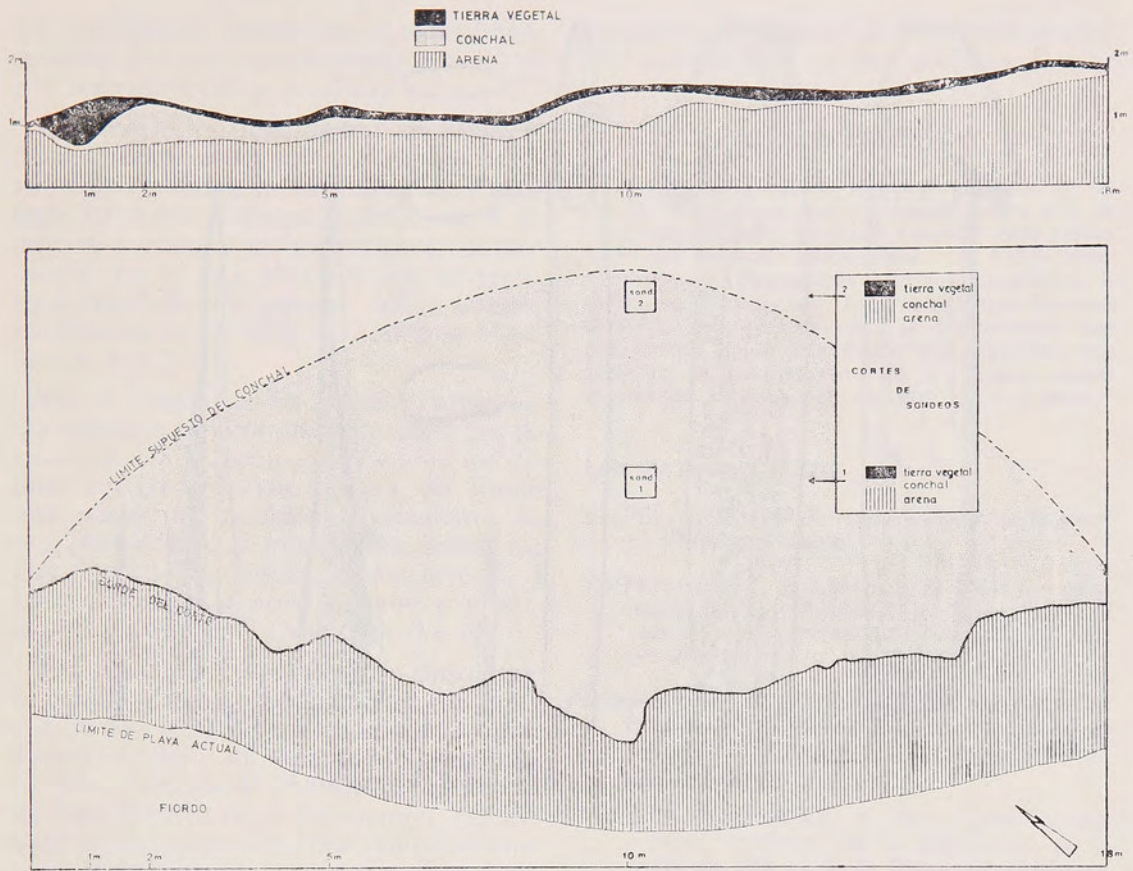 TIERRA VEGETAL
CONCHAL
ARENA
2m
2m
1m
1m
1m
2m
5m
10m
18m
sond
2
2
tierra vegetal
conchal
arena
CORTES
DE
SONDEOS
LIMITE SUPUESTO DEL CONCHAL
sond
1
1
tierra vegetal
conchal
arena
DEL CORTE
LIMITE DE PLAYA ACTUAL
FIORDO
1m
2m
5m
10m
18m